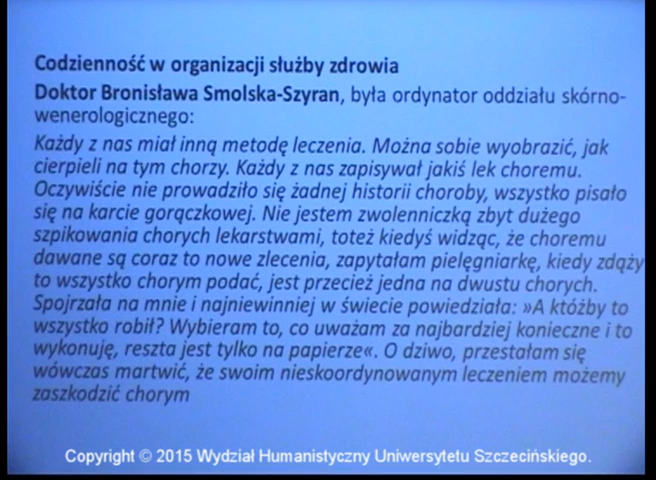 Codzienność w organizacji służby zdrowia
Doktor Bronisława Smolska-Szyran, była ordynator oddziału skórno-
wenerologicznego:
Każdy z nas miał inną metodę leczenia. Można sobie wyobrazić, jak
cierpieli na tym chorzy. Każdy z nas zapisywał jakiś lek choremu.
Oczywiście nie prowadziło się żadnej historii choroby, wszystko pisało
się na karcie gorączkowej. Nie jestem zwolenniczką zbyt dużego
szpikowania chorych lekarstwami, toteż kiedyś widząc, że choremu
dawane są coraz to nowe zlecenia, zapytałam pielęgniarkę, kiedy zdąży
to wszystko chorym podać, jest przecież jedna na dwustu chorych.
Spojrzała na mnie i najniewinniej w świecie powiedziała: »A któżby to
wszystko robił? Wybieram to, co uważam za najbardziej konieczne i to
wykonuję, reszta jest tylko na papierze«. O dziwo, przestałam się
wówczas martwić, że swoim nieskoordynowanym leczeniem możemy
zaszkodzić chorym
Copyright © 2015 Wydział Humanistyczny Uniwersytetu Szczecińskiego.